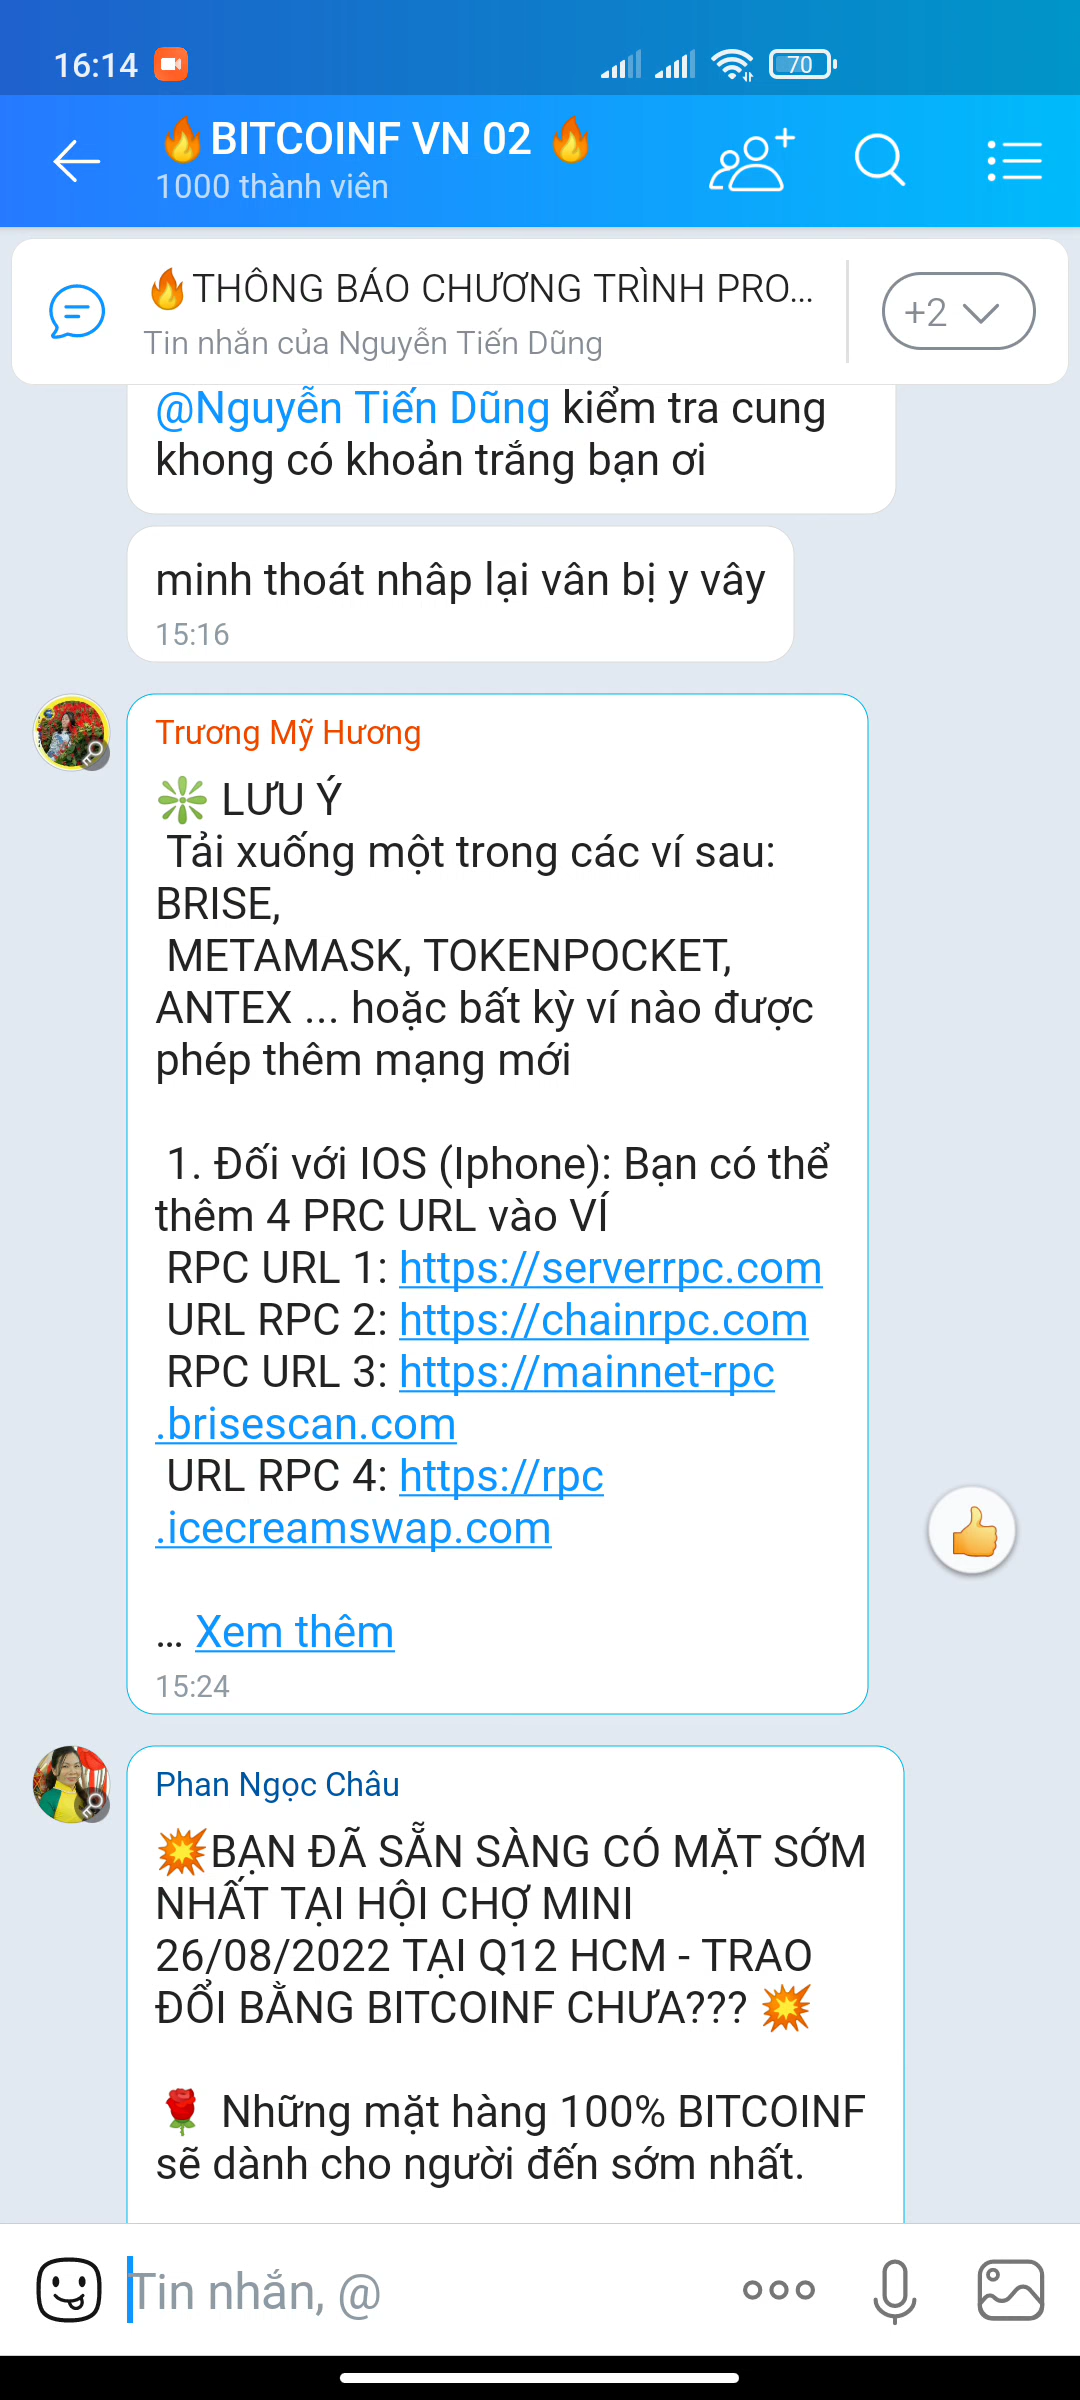 16:14
70
🔥BITCOINF VN 02 🔥
1000 thành viên
🔥THÔNG BÁO CHƯƠNG TRÌNH PRO...
Tin nhắn của Nguyễn Tiến Dũng
+2
@Nguyễn Tiến Dũng kiểm tra cung
khong có khoản trắng bạn ơi
minh thoát nhâp lại vân bị y vây
15:16
Trương Mỹ Hương
❇️ LƯU Ý
Tải xuống một trong các ví sau:
BRISE,
METAMASK, TOKENPOCKET,
ANTEX ... hoặc bất kỳ ví nào được
phép thêm mạng mới
1. Đối với IOS (Iphone): Bạn có thể
thêm 4 PRC URL vào VÍ
RPC URL 1: https://serverrpc.com
URL RPC 2: https://chainrpc.com
RPC URL 3: https://mainnet-rpc
.brisescan.com
URL RPC 4: https://rpc
.icecreamswap.com
... Xem thêm
15:24
Phan Ngọc Châu
💥BẠN ĐÃ SẴN SÀNG CÓ MẶT SỚM
NHẤT TẠI HỘI CHỢ MINI
26/08/2022 TẠI Q12 HCM - TRAO
ĐỔI BẰNG BITCOINF CHƯA??? 💥
🌹 Những mặt hàng 100% BITCOINF
sẽ dành cho người đến sớm nhất.
Tin nhắn, @